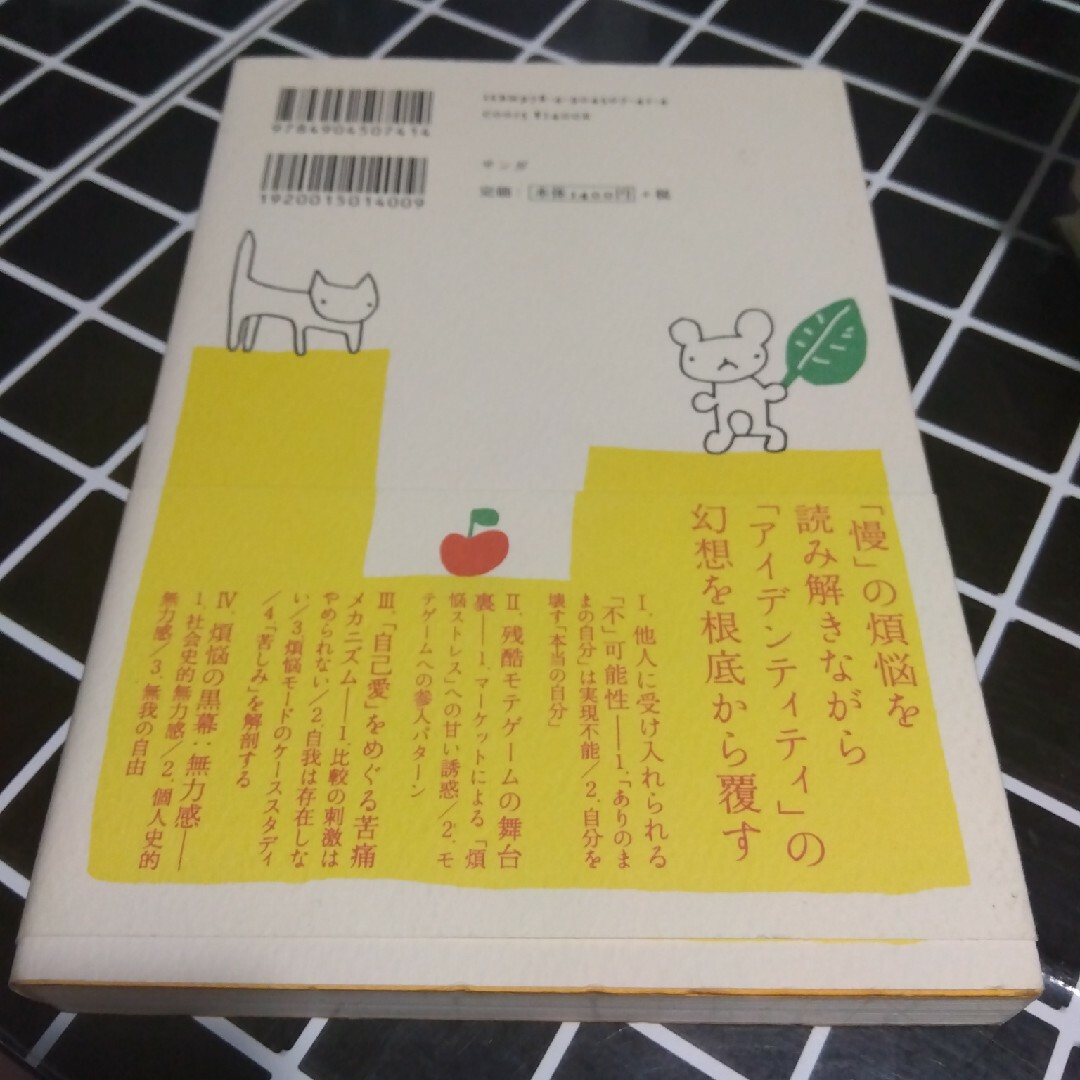 9784904507414
ISBN978-4-904507-41-4
C0015 ¥1400E
1920015014009
サンガ
定価：本体1400円＋税
「慢」の煩悩を
読み解きながら
「アイデンティティ」の
幻想を根底から覆す
Ⅰ、他人に受け入れられる
「不」可能性——1、「ありのま
まの自分」は実現不能／2、自分を
壊す「本当の自分」
Ⅱ、残酷モテゲームの舞台
裏——1、マーケットによる「煩
悩ストレス」への甘い誘惑／2、モ
テゲームへの参入パターン
Ⅲ、「自己愛」をめぐる苦痛
メカニズム——1、比較の刺激は
やめられない／2、自我は存在しな
い／3、煩悩モードのケーススタディ
／4、「苦しみ」を解剖する
Ⅳ、煩悩の黒幕：無力感——
1、社会史的無力感／2、個人史的
無力感／3、無我の自由